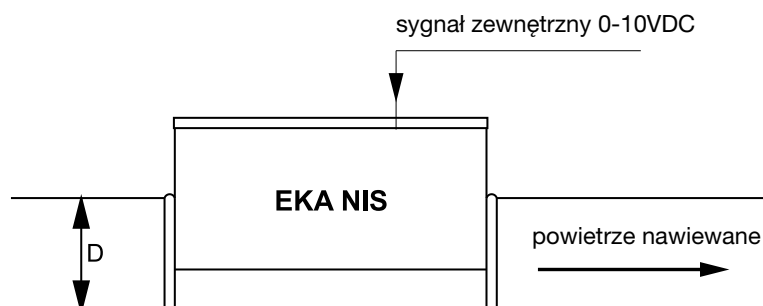 sygnał zewnętrzny 0-10VDC
EKA NIS
D
powietrze nawiewane